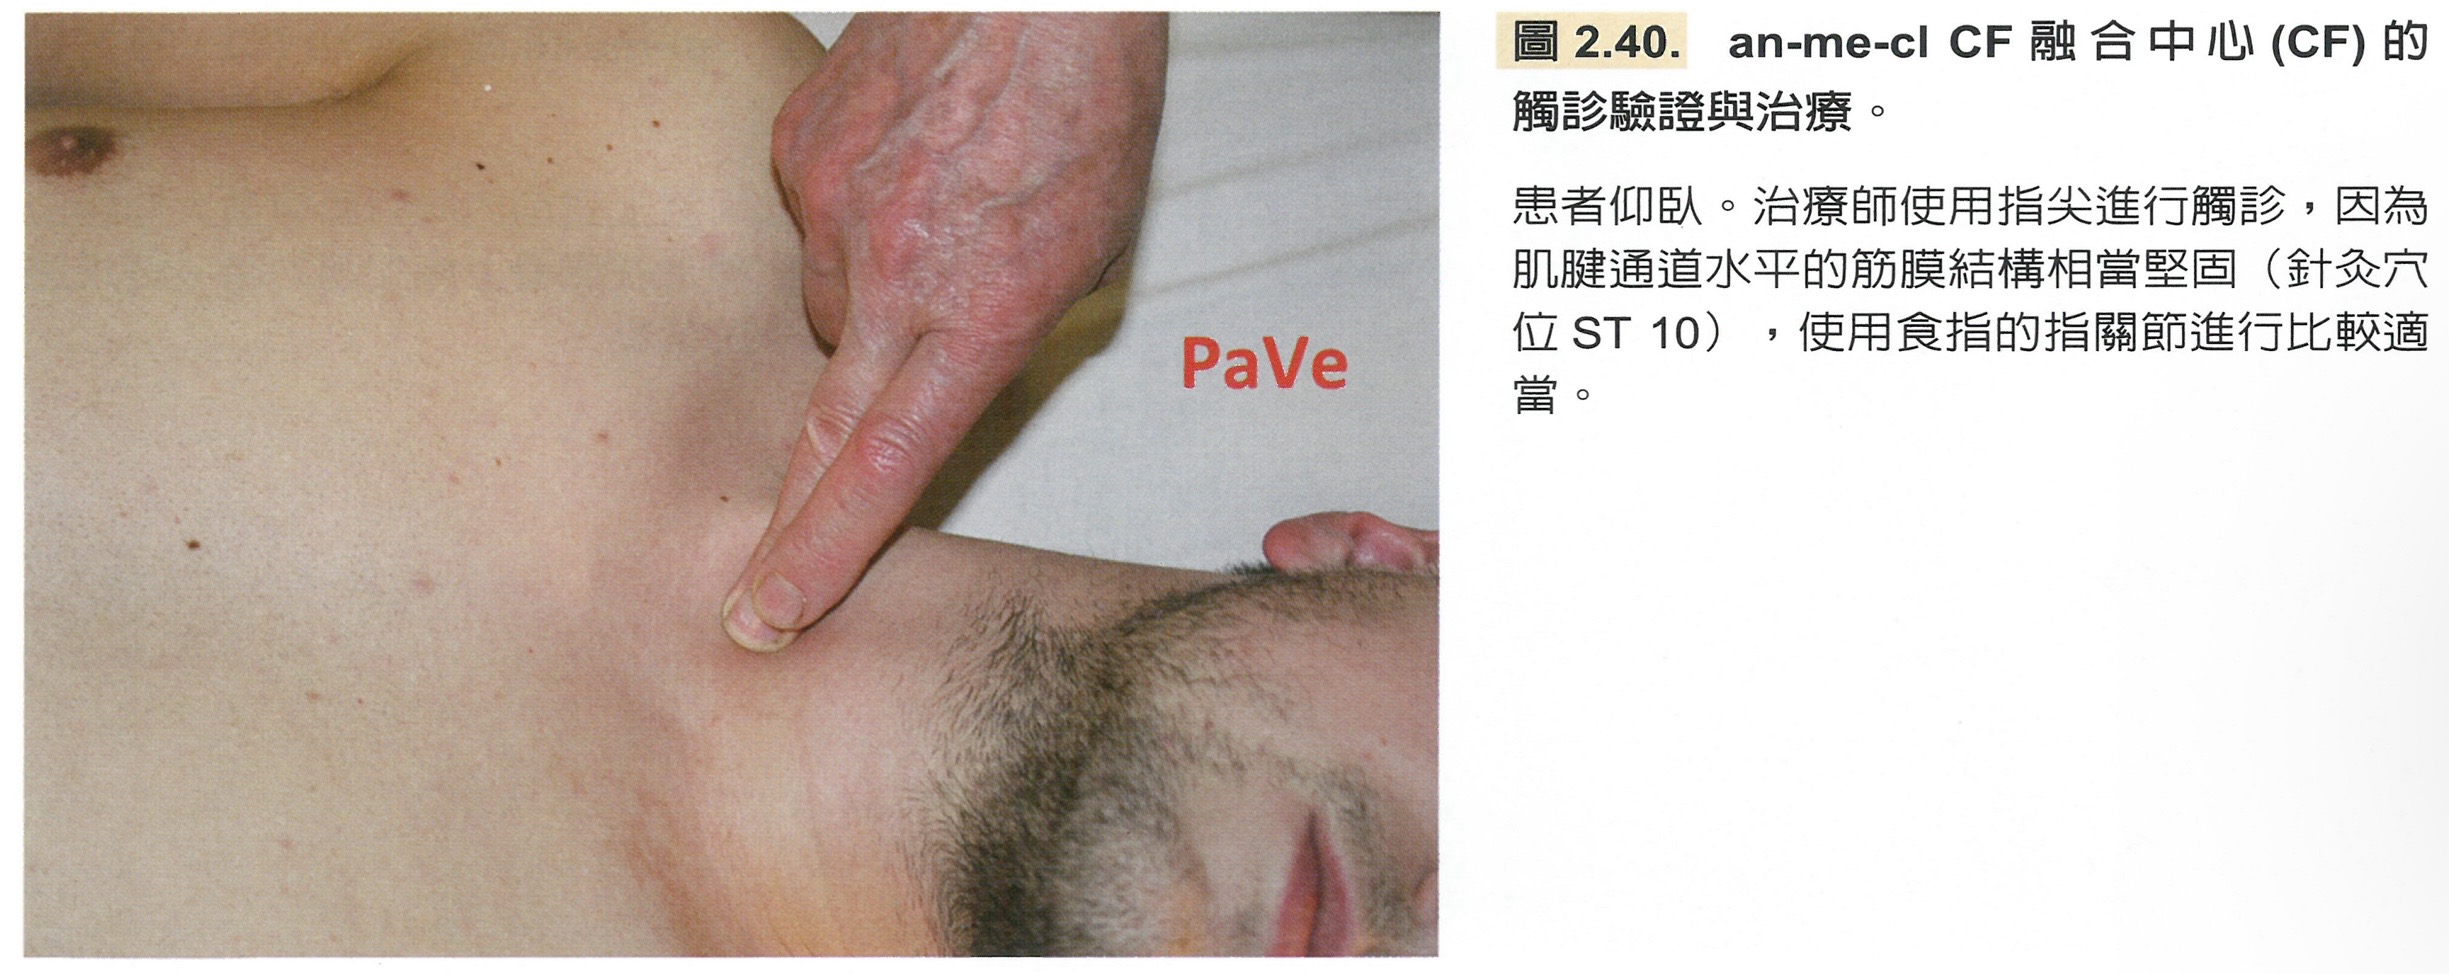 PaVe
圖 2.40. an-me-cl CF 融合中心 (CF) 的
觸診驗證與治療。
患者仰臥。治療師使用指尖進行觸診，因為
肌腱通道水平的筋膜結構相當堅固（針灸穴
位 ST 10），使用食指的指關節進行比較適
當。